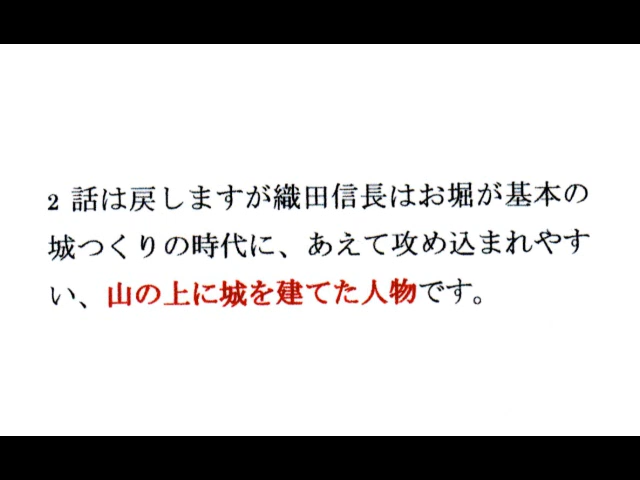 2 話は戻しますが織田信長はお堀が基本の
城つくりの時代に、あえて攻め込まれやす
い、山の上に城を建てた人物です。